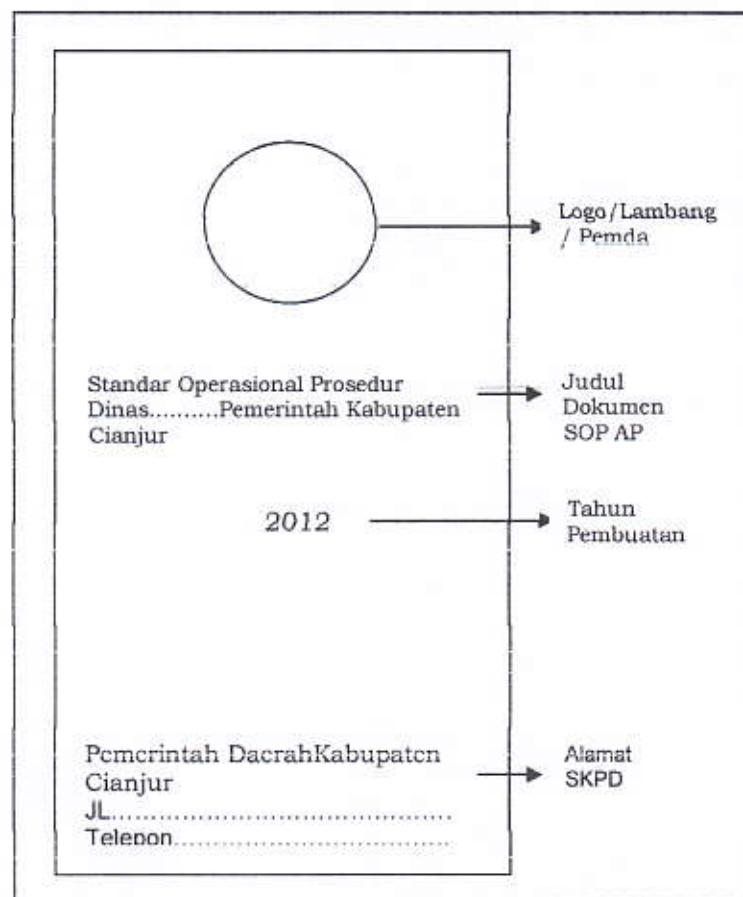 Logo/Lambang
/ Pemda
Standar Operasional Prosedur
Dinas..........Pemerintah Kabupaten
Cianjur
Judul
Dokumen
SOP AP
2012
Tahun
Pembuatan
Pemerintah DaerahKabupaten
Cianjur
JL............................................
Telepon....................................
Alamat
SKPD